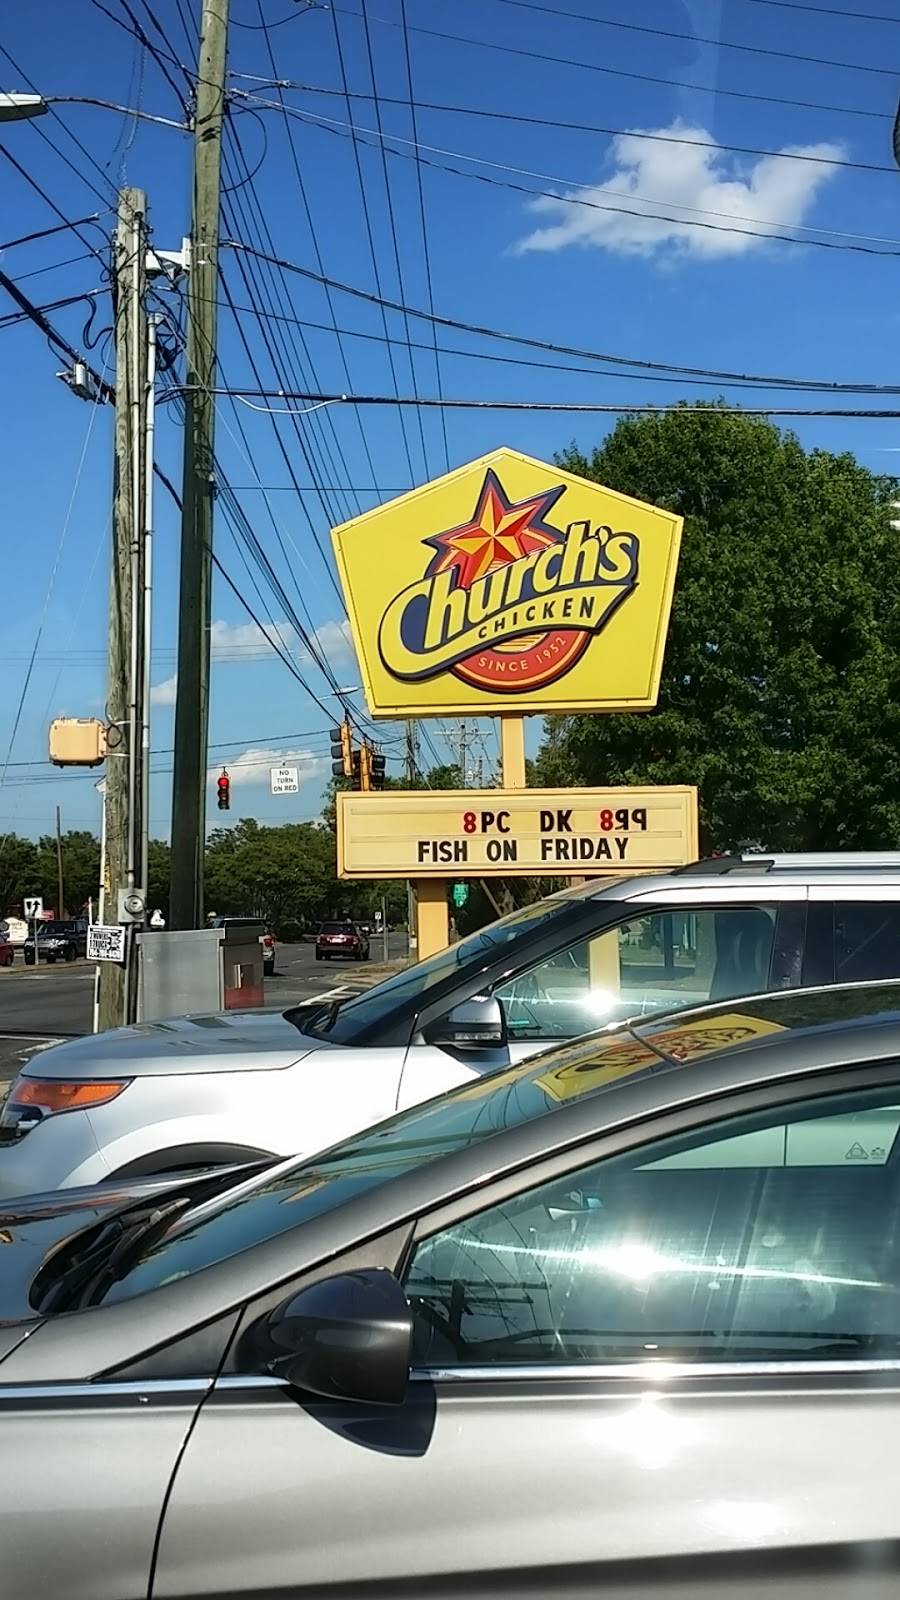 Church's
CHICKEN
SINCE 1952
NO
TURN
ON RED
8PC DK 899
FISH ON FRIDAY